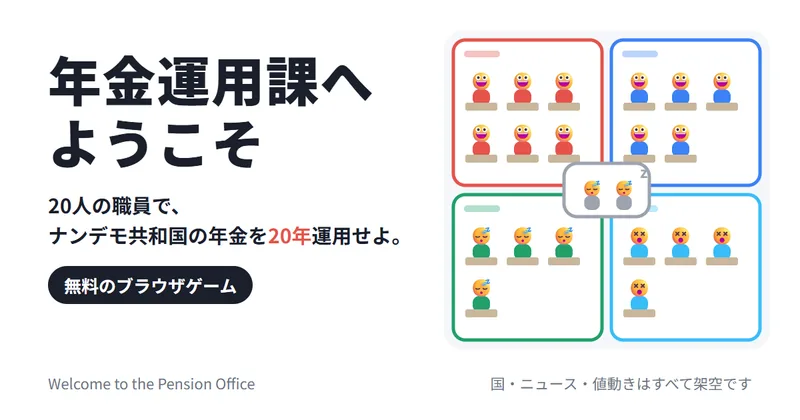 年金運用課へ
ようこそ
20人の職員で、
ナンデモ共和国の年金を20年運用せよ。
無料のブラウザゲーム
z
Welcome to the Pension Office
国・ニュース・値動きはすべて架空です